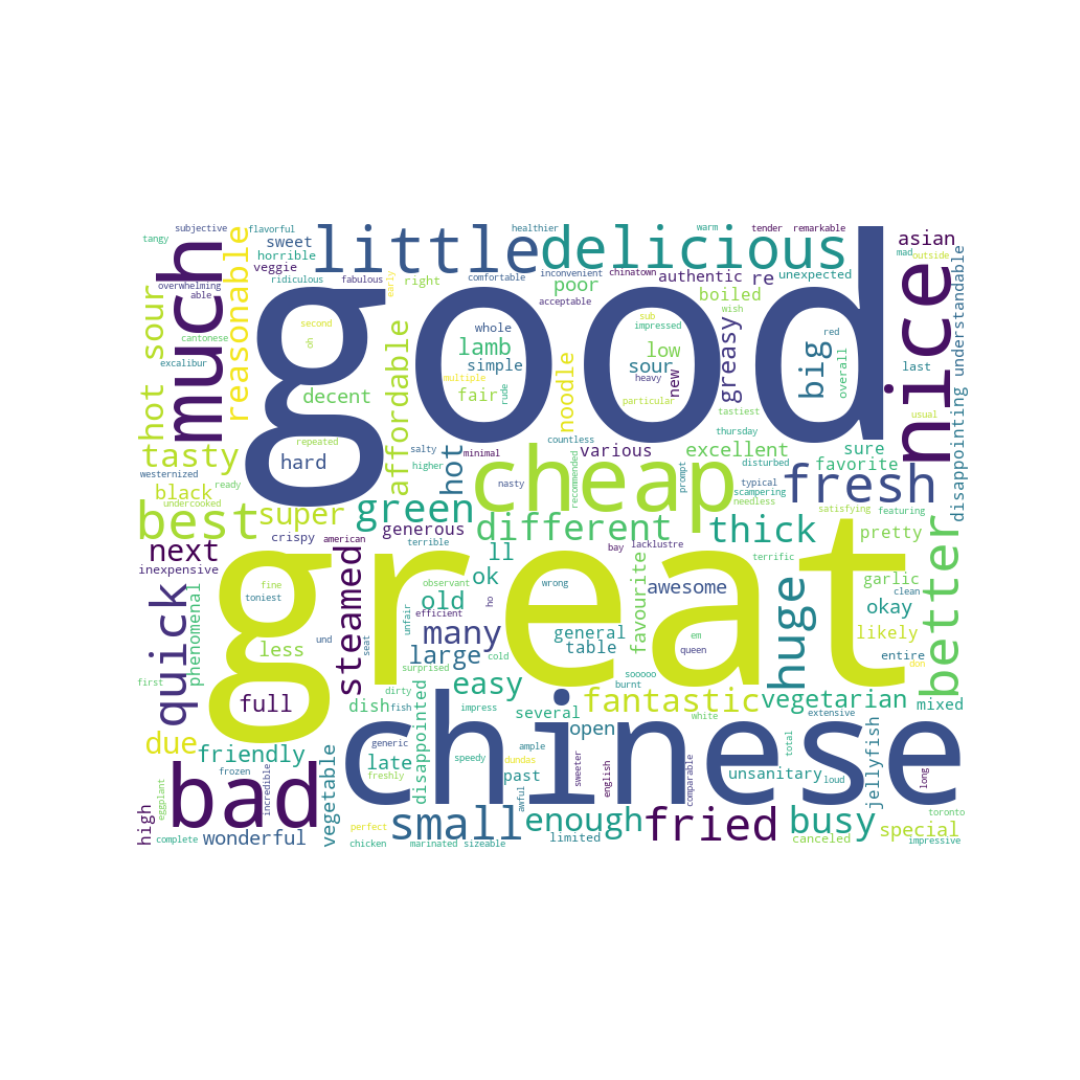 good
great
chinese
cheap
little
delicious
nice
much
bad
best
better
fresh
huge
quick
steamed
small
fried
busy
enough
fantastic
thick
different
green
tasty
hot sour
reasonable
affordable
super
next
black
due
friendly
full
many
large
old
easy
vegetarian
big
greasy
hot
hard
lamb
simple
fair
noodle
sour
low
new
decent
various
excellent
asian
authentic
re
poor
boiled
sweet
veggie
horrible
tangy
subjective
flavorful
healthier
warm
tender
remarkable
mad
outside
unexpected
understandable
disappointing
overwhelming
able
ridiculous
fabulous
early
right
comfortable
inconvenient
chinatown
acceptable
wish
impressed
sub
whole
multiple
rude
heavy
particular
tastiest
red
overall
last
usual
cantonese
excalibur
second
repeated
westernized
undercooked
ready
salty
higher
minimal
nasty
countless
recommended
thursday
prompt
disturbed
scampering
needless
typical
satisfying
featuring
sure
favorite
pretty
garlic
okay
likely
clean
entire
mixed
don
crispy
american
generous
terrible
ll
ok
bay
lacklustre
terrific
awesome
favourite
wrong
observant
efficient
ho
unfair
cold
surprised
general
table
sooooo
burnt
em
queen
inexpensive
phenomenal
first
fine
toniest
less
und
seat
dish
fish
dirty
impress
disappointed
late
generic
freshly
speedy
past
ample
dundas
several
open
awful
sweeter
english
limited
white
comparable
unsanitary
total
loud
extensive
jellyfish
canceled
special
long
toronto
impressive
high
eggplant
complete
wonderful
frozen
incredible
vegetable
perfect
chicken
marinated
sizeable